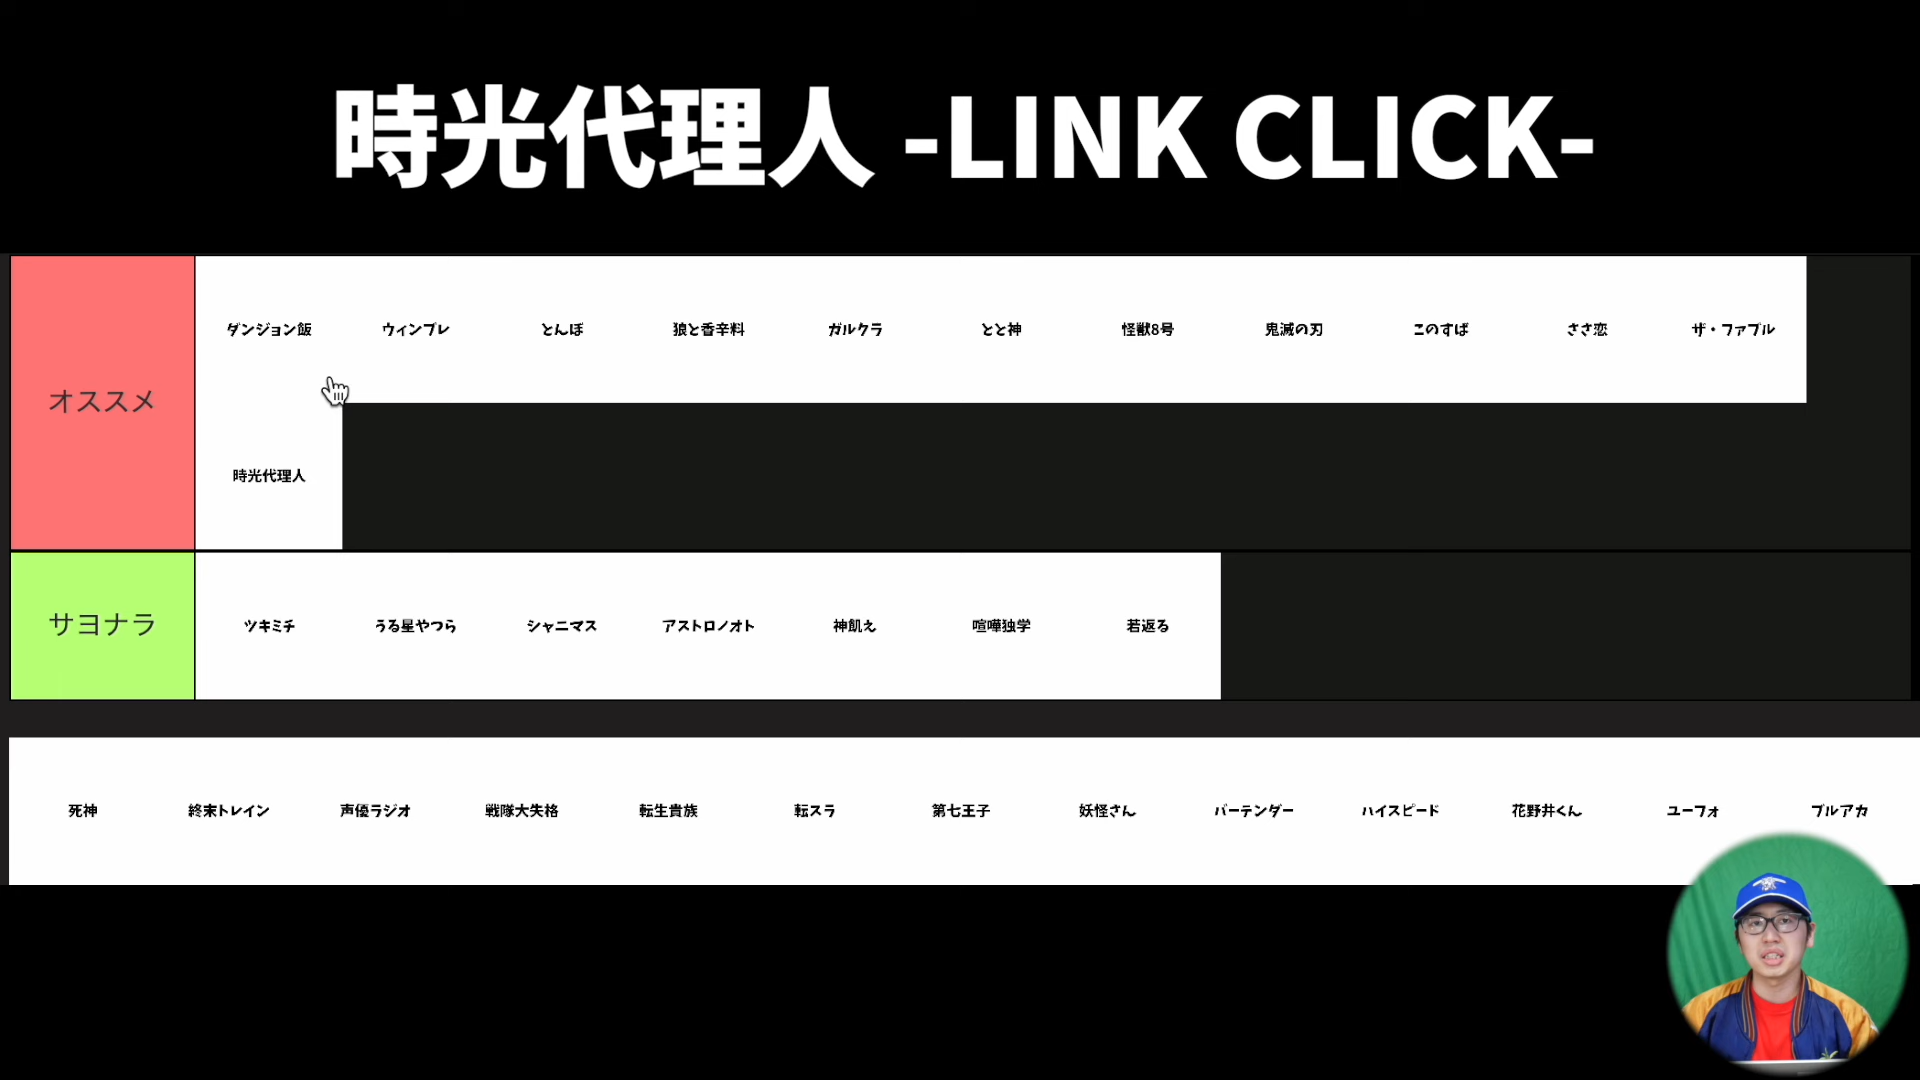 時光代理人 -LINK CLICK-
オススメ
ダンジョン飯 ウィンブレ とんぼ 狼と香辛料 ガルクラ とと神 怪獣8号 鬼滅の刃 このすば ささ恋 ザ・ファブル
時光代理人
サヨナラ
ツキミチ うる星やつら シャニマス アストロノオト 神飢え 喧嘩独学 若返る
死神 終末トレイン 声優ラジオ 戦隊大失格 転生貴族 転スラ 第七王子 妖怪さん バーテンダー ハイスピード 花野井くん ユーフォ ブルアカ